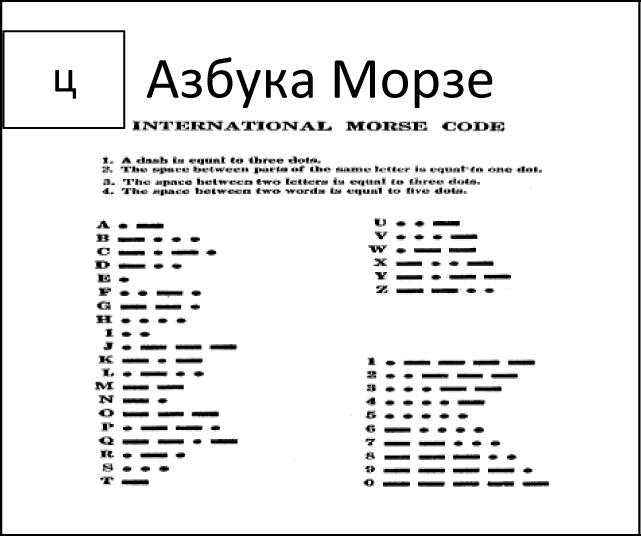 ц
Азбука Морзе
INTERNATIONAL MORSE CODE
1. A dash is equal to three dots.
2. The space between parts of the same letter is equal to one dot.
3. The space between two letters is equal to three dots.
4. The space between two words is equal to five dots.
A • —
B — • • •
C — • — •
D — • •
E •
F • • — •
G — — •
H • • • •
I • •
J • — — —
K — • —
L • — • •
M — —
N — •
O — — —
P • — — •
Q — — • —
R • — •
S • • •
T —
U • • —
V • • • —
W • — —
X — • • —
Y — • — —
Z — — • •
1 • — — — —
2 • • — — —
3 • • • — —
4 • • • • —
5 • • • • •
6 — • • • •
7 — — • • •
8 — — — • •
9 — — — — •
0 — — — — —